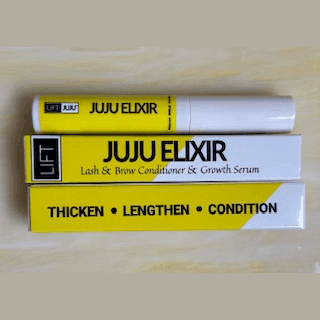 LIFT JUJU JUJU ELIXIR
LIFT
JUJU ELIXIR
Lash & Brow Conditioner & Growth Serum
THICKEN • LENGTHEN • CONDITION